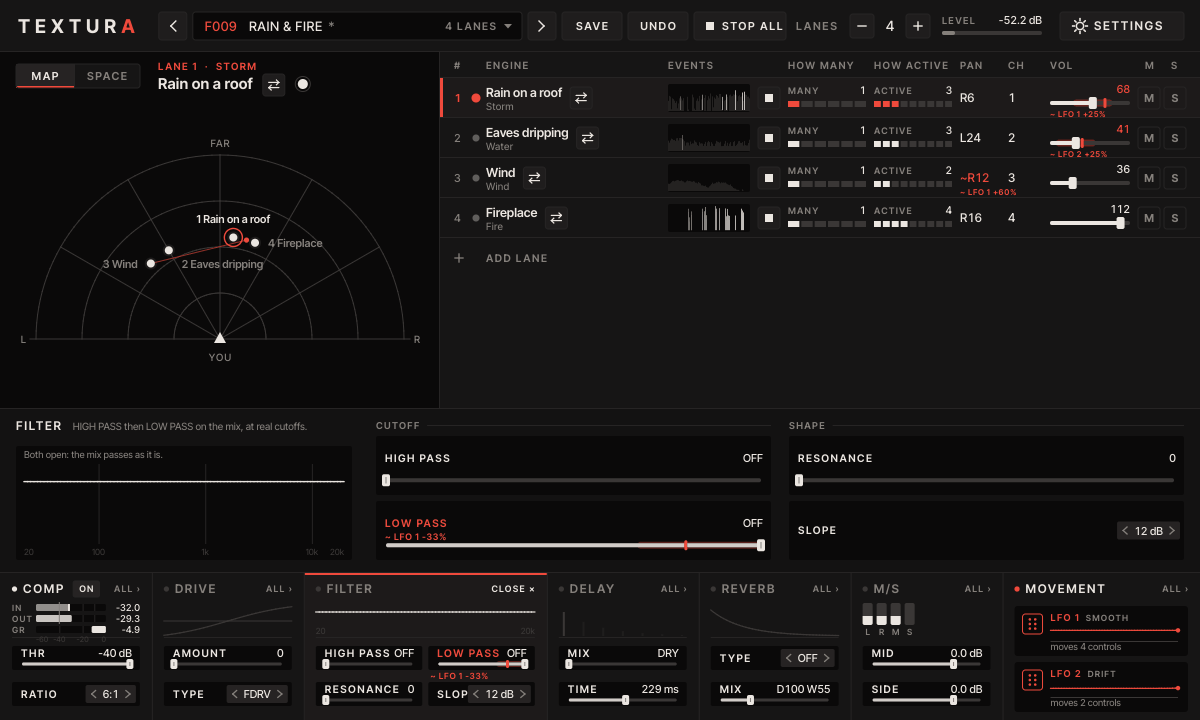 TEXTURA
F009 RAIN & FIRE * 4 LANES
SAVE
UNDO
STOP ALL
LANES 4
LEVEL -52.2 dB
SETTINGS
MAP SPACE
LANE 1 · STORM
Rain on a roof
FAR
1 Rain on a roof
4 Fireplace
3 Wind
2 Eaves dripping
L
R
YOU
# ENGINE EVENTS HOW MANY HOW ACTIVE PAN CH VOL M S
1 Rain on a roof MANY 1 ACTIVE 3 R6 1 68 M S
Storm ~ LFO 1 +25%
2 Eaves dripping MANY 1 ACTIVE 3 L24 2 41 M S
Water ~ LFO 2 +25%
3 Wind MANY 1 ACTIVE 2 ~R12 3 36 M S
Wind ~ LFO 1 +60%
4 Fireplace MANY 1 ACTIVE 4 R16 4 112 M S
Fire
+ ADD LANE
FILTER HIGH PASS then LOW PASS on the mix, at real cutoffs.
Both open: the mix passes as it is.
20 100 1k 10k 20k
CUTOFF
HIGH PASS OFF
LOW PASS OFF
~ LFO 1 -33%
SHAPE
RESONANCE 0
SLOPE < 12 dB >
COMP ON ALL ›
IN -32.0
OUT -29.3
GR -4.9
-60 -40 -20 0
THR -40 dB
RATIO < 6:1 >
DRIVE ALL ›
AMOUNT 0
TYPE < FDRV >
FILTER CLOSE ×
20 20k
HIGH PASS OFF
LOW PASS OFF
~ LFO 1 -33%
RESONANCE 0
SLOP < 12 dB >
DELAY ALL ›
MIX DRY
TIME 229 ms
REVERB ALL ›
TYPE < OFF >
MIX D100 W55
M/S ALL ›
L R M S
MID 0.0 dB
SIDE 0.0 dB
MOVEMENT ALL ›
LFO 1 SMOOTH
moves 4 controls
LFO 2 DRIFT
moves 2 controls